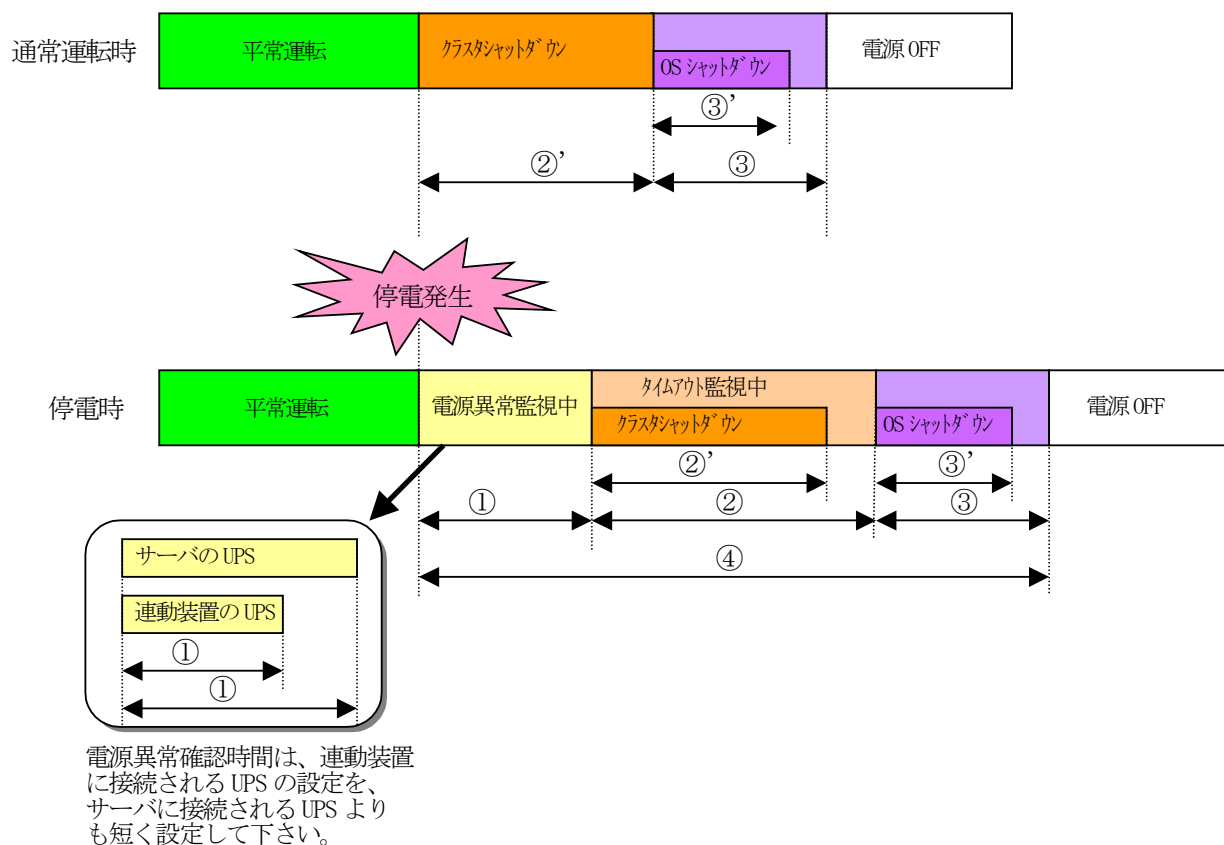 通常運転時
平常運転
クラスタシャットダウン
OS シャットダウン
電源 OFF
③’
②’
③
停電発生
停電時
平常運転
電源異常監視中
タイムアウト監視中
クラスタシャットダウン
OS シャットダウン
電源 OFF
②’
③’
①
②
③
④
サーバの UPS
連動装置の UPS
①
①
電源異常確認時間は、連動装置
に接続される UPS の設定を、
サーバに接続される UPS より
も短く設定して下さい。